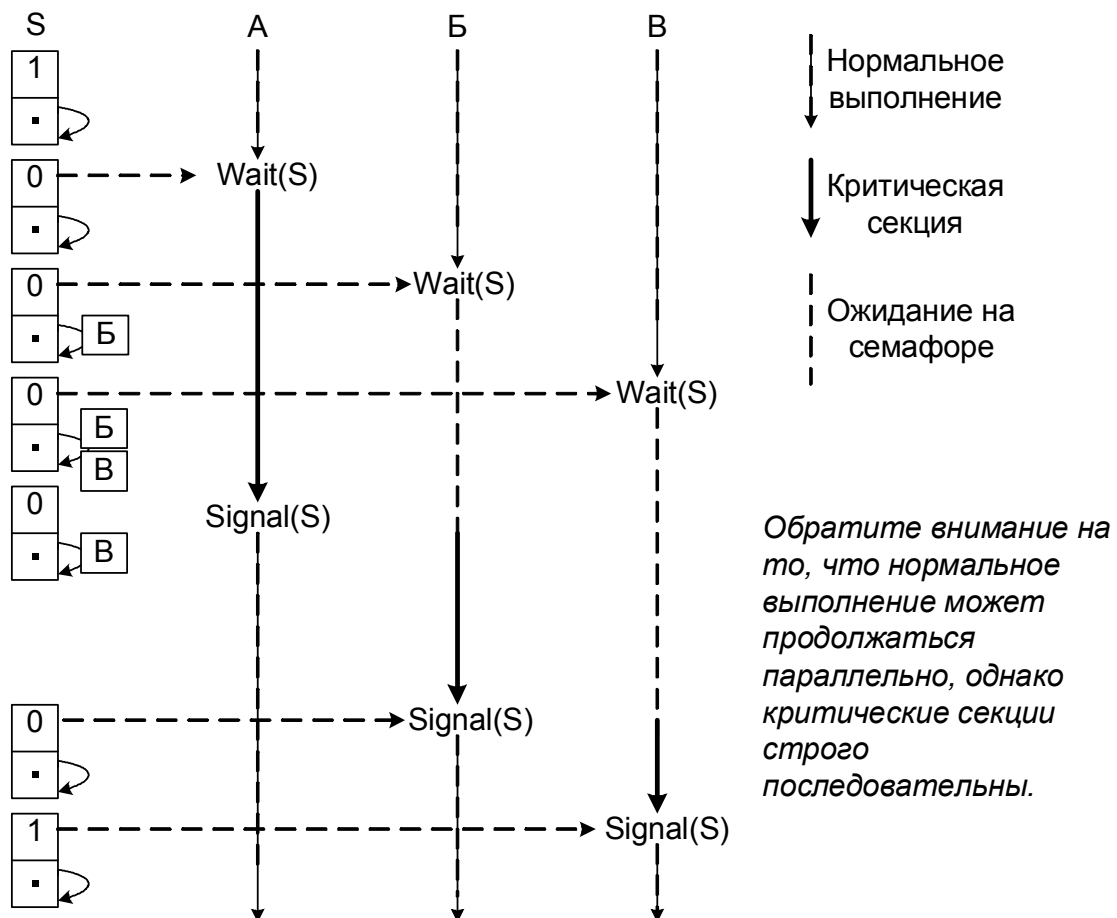 S А Б В
1
Нормальное
выполнение
0 Wait(S)
Критическая
секция
0 Wait(S)
Б
Ожидание на
семафоре
0 Wait(S)
Б
В
0 Signal(S)
В
Обратите внимание на
то, что нормальное
выполнение может
продолжаться
параллельно, однако
критические секции
строго
последовательны.
0 Signal(S)
1 Signal(S)